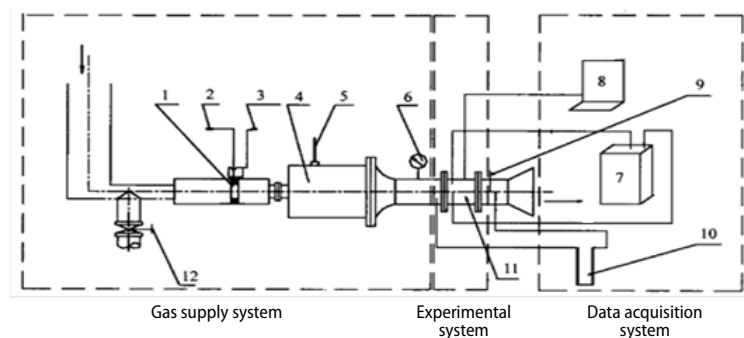 1
2
3
4
5
6
8
9
7
10
11
12
Gas supply system
Experimental
system
Data acquisition
system